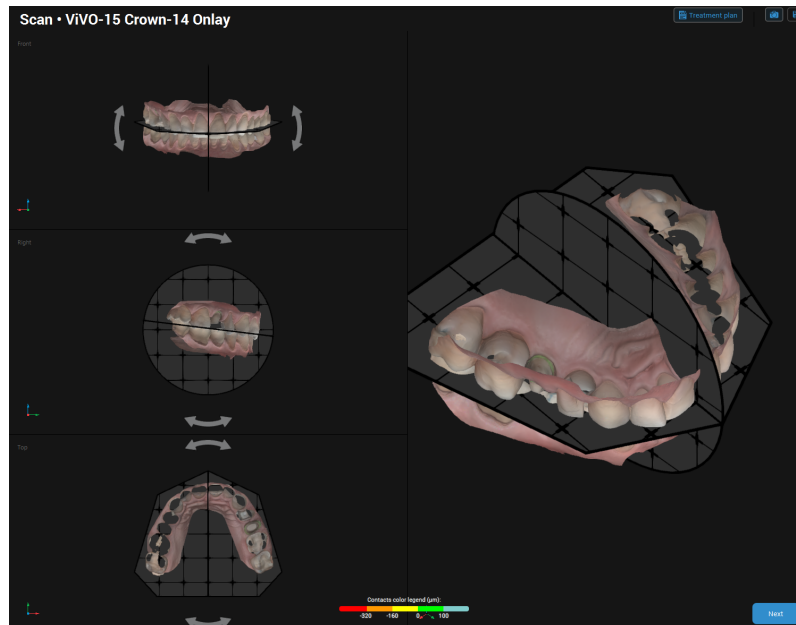 Scan • ViVO-15 Crown-14 Onlay
Treatment plan
Front
Right
Top
Contacts color legend (µm):
-320 -160 0 100
Next